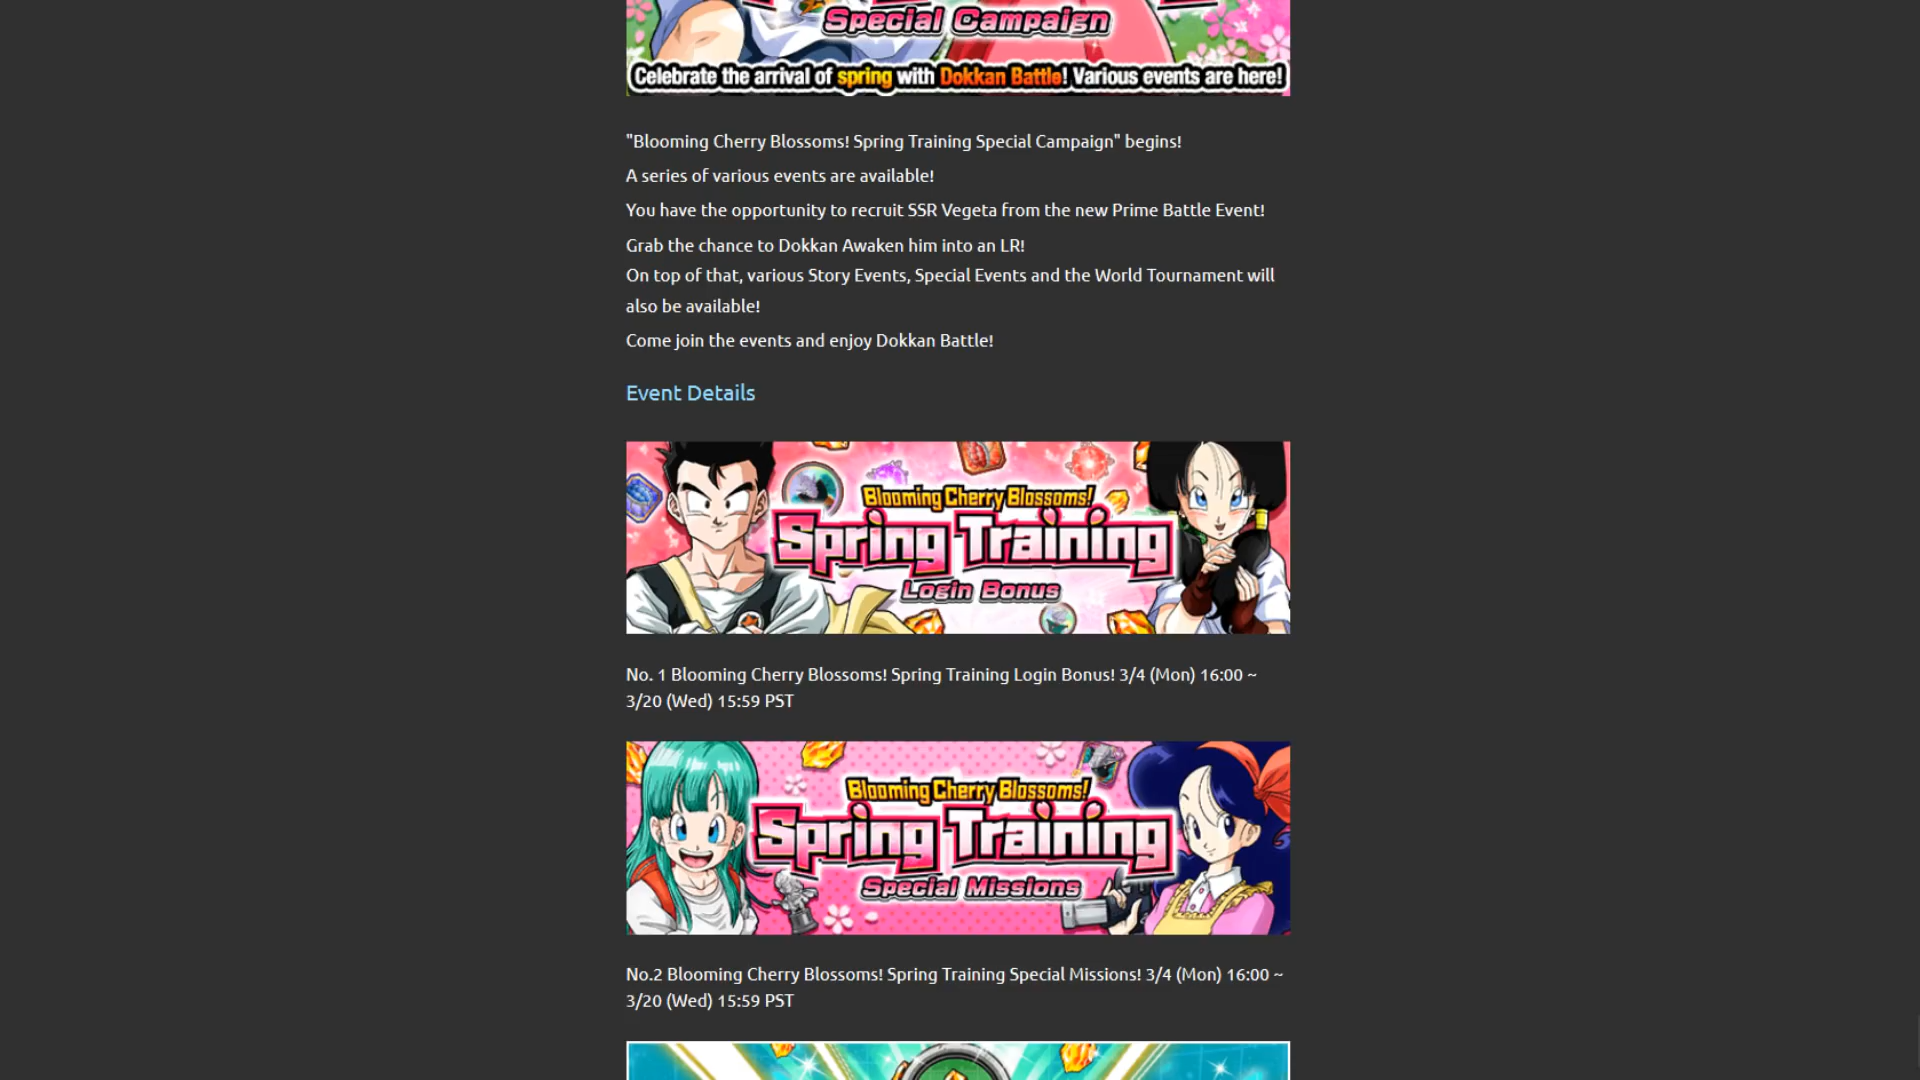 Special Campaign
Celebrate the arrival of spring with Dokkan Battle! Various events are here!
"Blooming Cherry Blossoms! Spring Training Special Campaign" begins!
A series of various events are available!
You have the opportunity to recruit SSR Vegeta from the new Prime Battle Event!
Grab the chance to Dokkan Awaken him into an LR!
On top of that, various Story Events, Special Events and the World Tournament will
also be available!
Come join the events and enjoy Dokkan Battle!
Event Details
Blooming Cherry Blossoms!
Spring Training
Login Bonus
No. 1 Blooming Cherry Blossoms! Spring Training Login Bonus! 3/4 (Mon) 16:00 ~
3/20 (Wed) 15:59 PST
Blooming Cherry Blossoms!
Spring Training
Special Missions
No.2 Blooming Cherry Blossoms! Spring Training Special Missions! 3/4 (Mon) 16:00 ~
3/20 (Wed) 15:59 PST